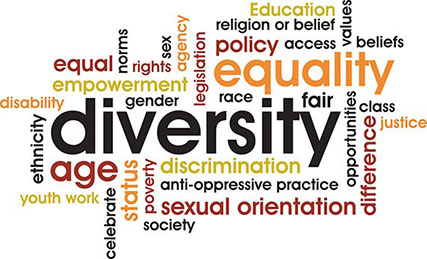 Education
religion or belief
values
norms
sex
agency
policy
access
beliefs
equal
rights
legislation
equality
empowerment
disability
gender
race
fair
opportunities
class
justice
diversity
ethnicity
age
status
poverty
discrimination
difference
anti-oppressive practice
youth work
celebrate
sexual orientation
society